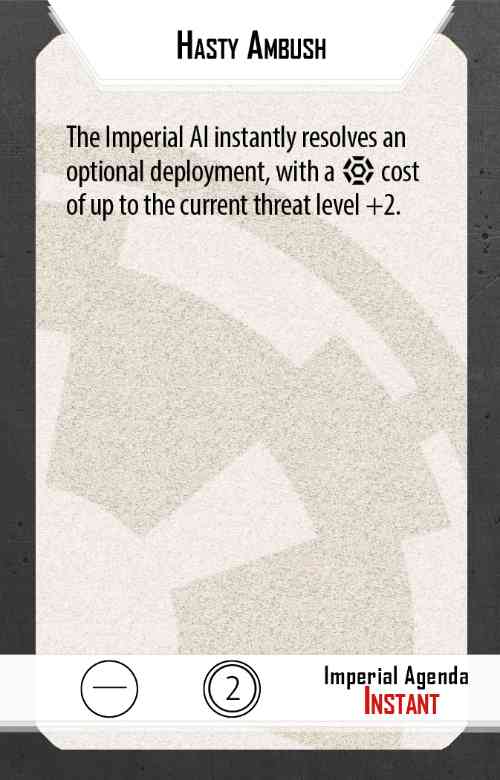 Hasty Ambush
The Imperial AI instantly resolves an
optional deployment, with a cost
of up to the current threat level +2.
— 2 Imperial Agenda
Instant